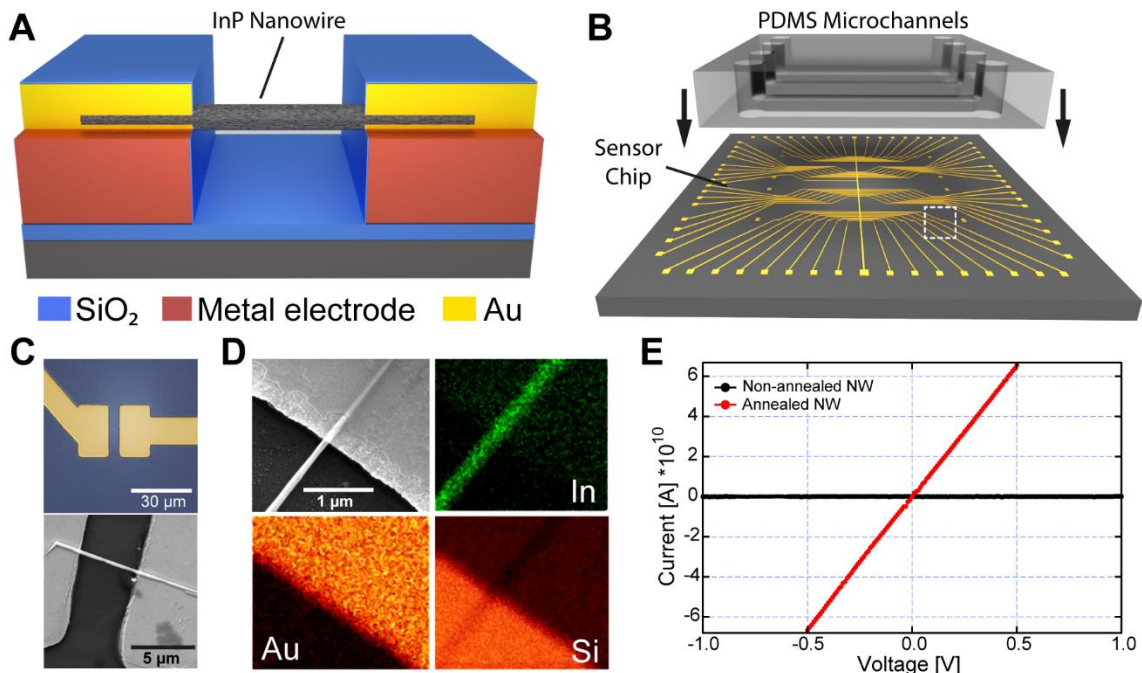 A
InP Nanowire
SiO₂
Metal electrode
Au
B
PDMS Microchannels
Sensor
Chip
C
30 µm
5 µm
D
1 µm
In
Au
Si
E
Non-annealed NW
Annealed NW
Current [A] *10¹⁰
6
4
2
0
-2
-4
-6
-1.0
-0.5
0.0
0.5
1.0
Voltage [V]